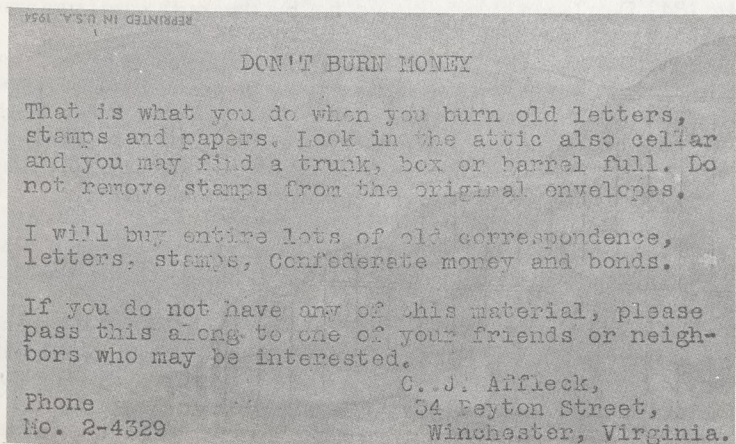 REPRINTED IN U.S.A. 1954
DON'T BURN MONEY
That is what you do when you burn old letters,
stamps and papers. Look in the attic also cellar
and you may find a trunk, box or barrel full. Do
not remove stamps from the original envelopes.
I will buy entire lots of old correspondence,
letters, stamps, Confederate money and bonds.
If you do not have any of this material, please
pass this along to one of your friends or neigh-
bors who may be interested.
C. J. Affleck,
Phone 34 Peyton Street,
No. 2-4329 Winchester, Virginia.